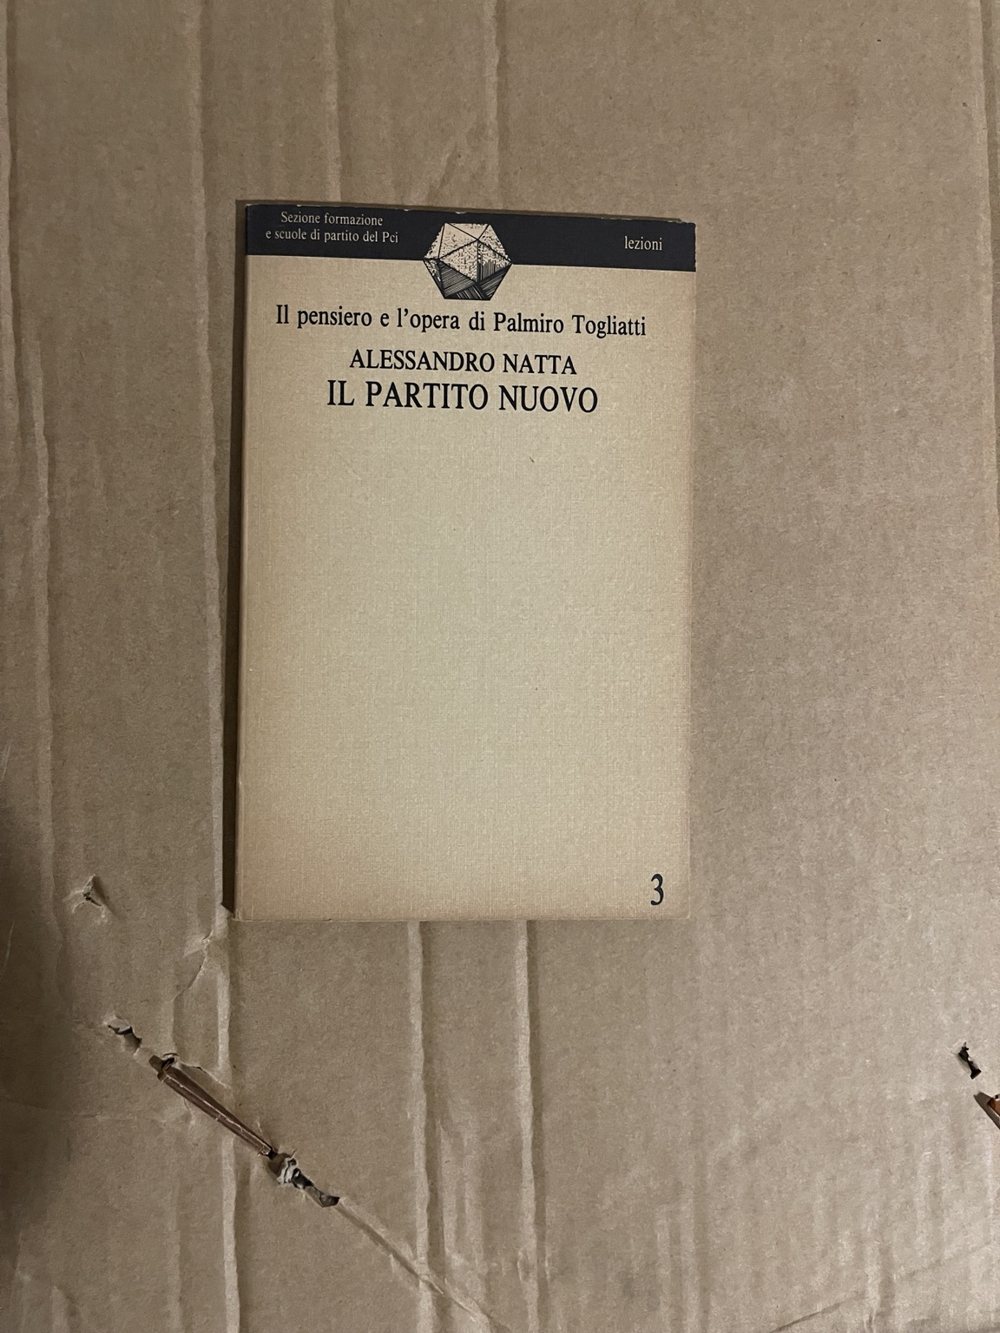 Sezione formazione
e scuole di partito del Pci
lezioni
Il pensiero e l'opera di Palmiro Togliatti
ALESSANDRO NATTA
IL PARTITO NUOVO
3